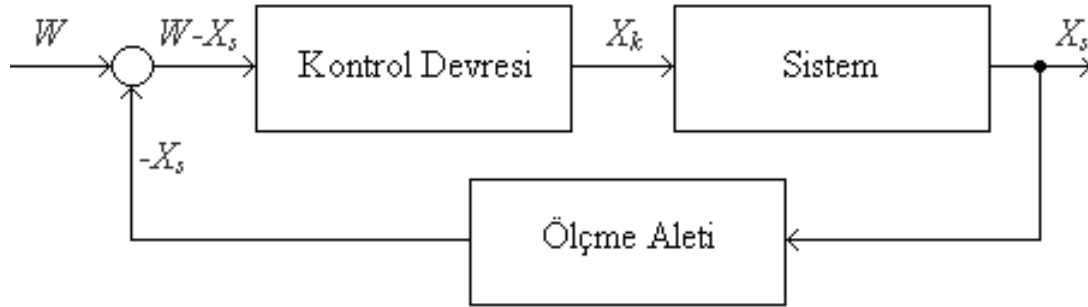 W
W-Xs
Kontrol Devresi
Xk
Sistem
Xs
-Xs
Ölçme Aleti